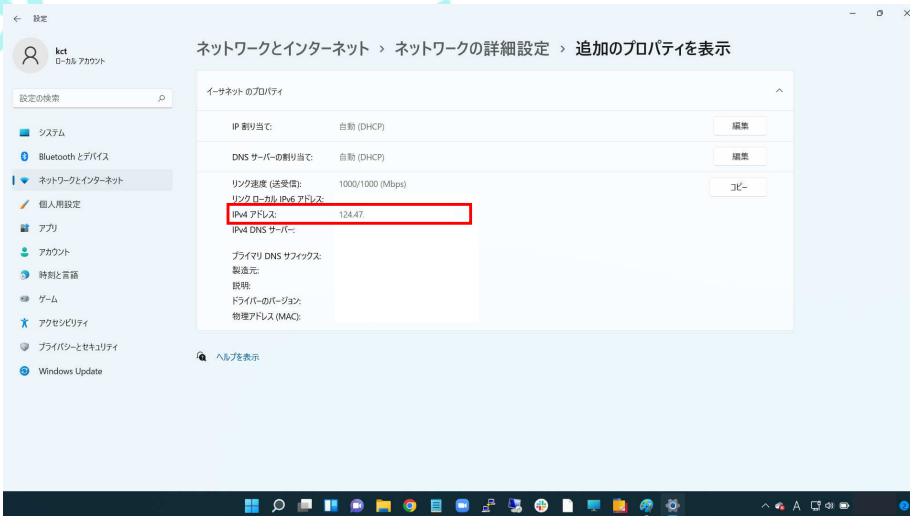 設定
kct
ローカル アカウント
設定の検索
システム
Bluetooth とデバイス
ネットワークとインターネット
個人用設定
アプリ
アカウント
時刻と言語
ゲーム
アクセシビリティ
プライバシーとセキュリティ
Windows Update
ネットワークとインターネット › ネットワークの詳細設定 › 追加のプロパティを表示
イーサネット のプロパティ
IP 割り当て: 自動 (DHCP) 編集
DNS サーバーの割り当て: 自動 (DHCP) 編集
リンク速度 (送受信): 1000/1000 (Mbps) コピー
リンク ローカル IPv6 アドレス:
IPv4 アドレス: 124.47.
IPv4 DNS サーバー:
プライマリ DNS サフィックス:
製造元:
説明:
ドライバーのバージョン:
物理アドレス (MAC):
ヘルプを表示
A